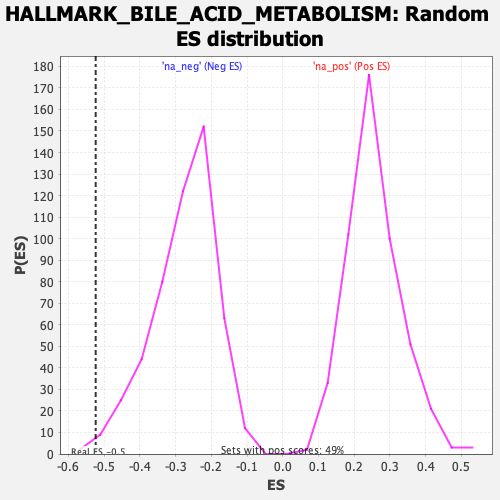 HALLMARK_BILE_ACID_METABOLISM: Random
ES distribution
'na_neg' (Neg ES)
'na_pos' (Pos ES)
180
170
160
150
140
130
120
110
100
90
80
70
60
50
40
30
20
10
0
P(ES)
Real ES -0.5
Sets with pos scores: 49%
-0.6 -0.5 -0.4 -0.3 -0.2 -0.1 0.0 0.1 0.2 0.3 0.4 0.5
ES